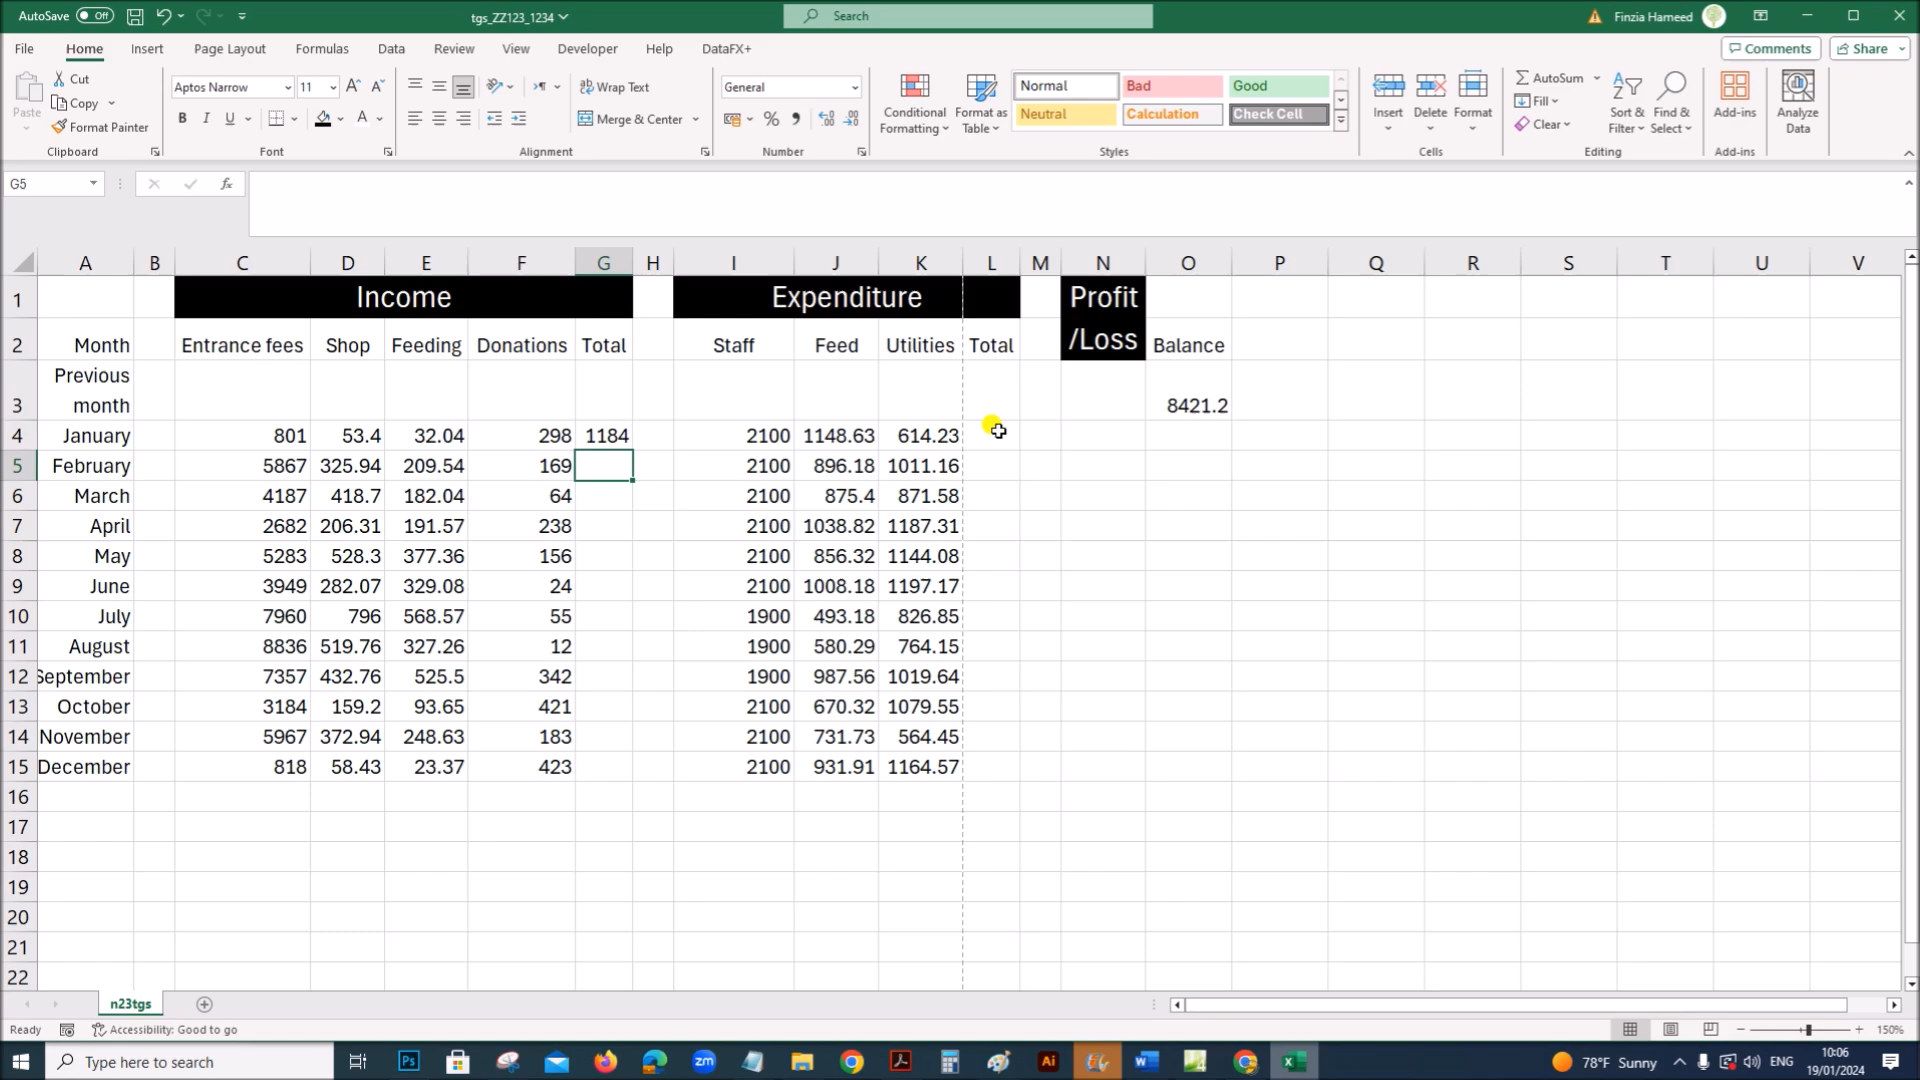 AutoSave Off tgs_ZZ123_1234 Search Finzia Hameed
File Home Insert Page Layout Formulas Data Review View Developer Help DataFX+ Comments Share
Paste Cut Copy Format Painter Clipboard
Aptos Narrow 11 B I U A Font
Wrap Text Merge & Center Alignment
General % Number
Conditional Formatting Format as Table Normal Bad Good Neutral Calculation Check Cell Styles
Insert Delete Format Cells
AutoSum Fill Clear Sort & Filter Find & Select Editing
Add-ins Add-ins
Analyze Data
G5 fx
A B C D E F G H I J K L M N O P Q R S T U V
1 Income Expenditure Profit
2 Month Entrance fees Shop Feeding Donations Total Staff Feed Utilities Total /Loss Balance
Previous
3 month 8421.2
4 January 801 53.4 32.04 298 1184 2100 1148.63 614.23
5 February 5867 325.94 209.54 169 2100 896.18 1011.16
6 March 4187 418.7 182.04 64 2100 875.4 871.58
7 April 2682 206.31 191.57 238 2100 1038.82 1187.31
8 May 5283 528.3 377.36 156 2100 856.32 1144.08
9 June 3949 282.07 329.08 24 2100 1008.18 1197.17
10 July 7960 796 568.57 55 1900 493.18 826.85
11 August 8836 519.76 327.26 12 1900 580.29 764.15
12 September 7357 432.76 525.5 342 1900 987.56 1019.64
13 October 3184 159.2 93.65 421 2100 670.32 1079.55
14 November 5967 372.94 248.63 183 2100 731.73 564.45
15 December 818 58.43 23.37 423 2100 931.91 1164.57
16
17
18
19
20
21
22
n23tgs
Ready Accessibility: Good to go 150%
Type here to search Ps zm Ai W 78°F Sunny ENG 10:06
19/01/2024